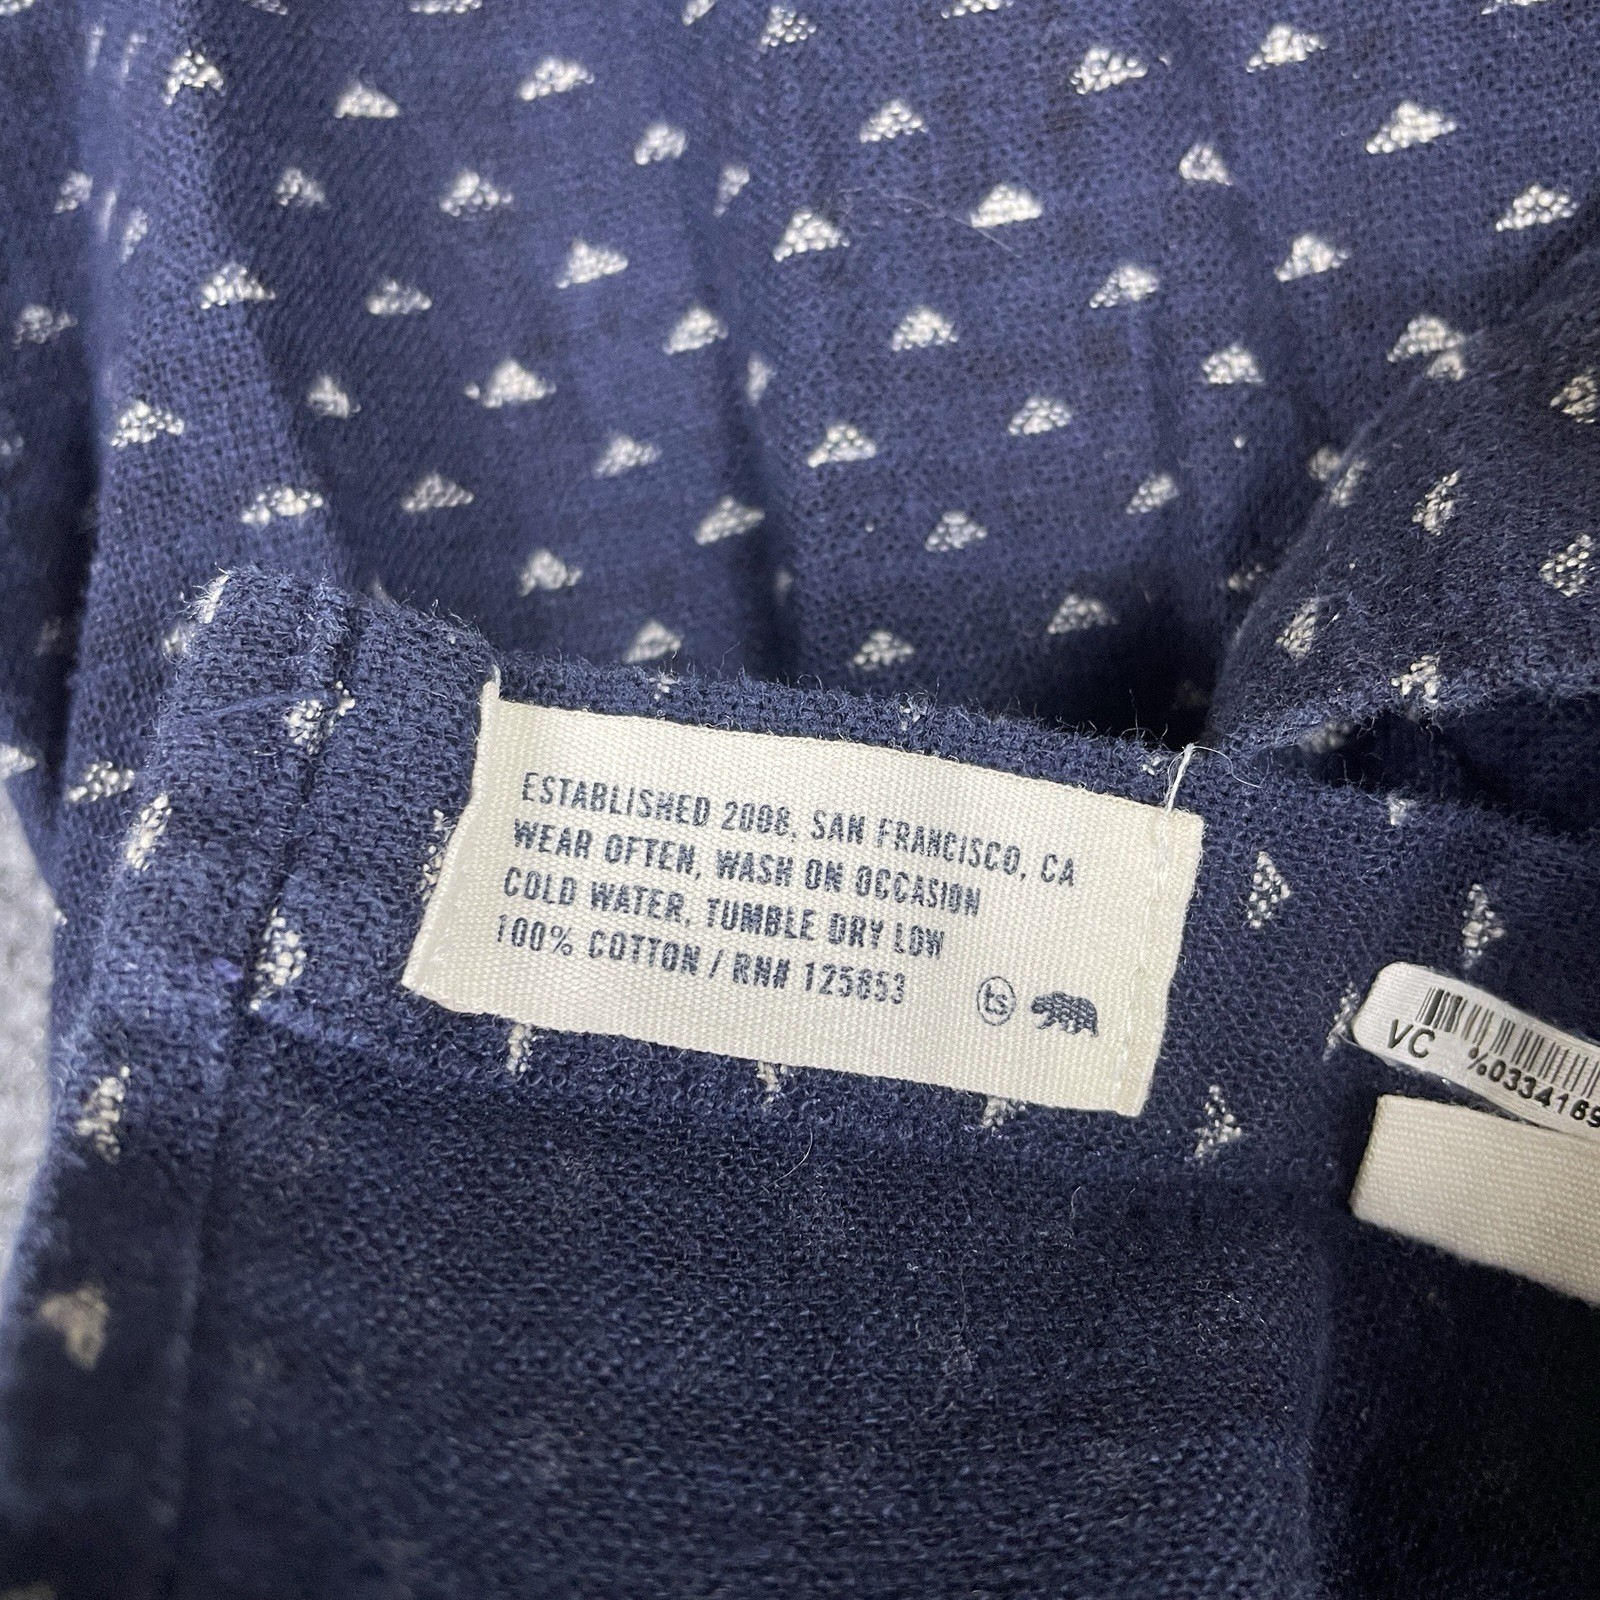 ESTABLISHED 2008, SAN FRANCISCO, CA
WEAR OFTEN, WASH ON OCCASION
COLD WATER, TUMBLE DRY LOW
100% COTTON / RN# 125853
ts
VC %0334169